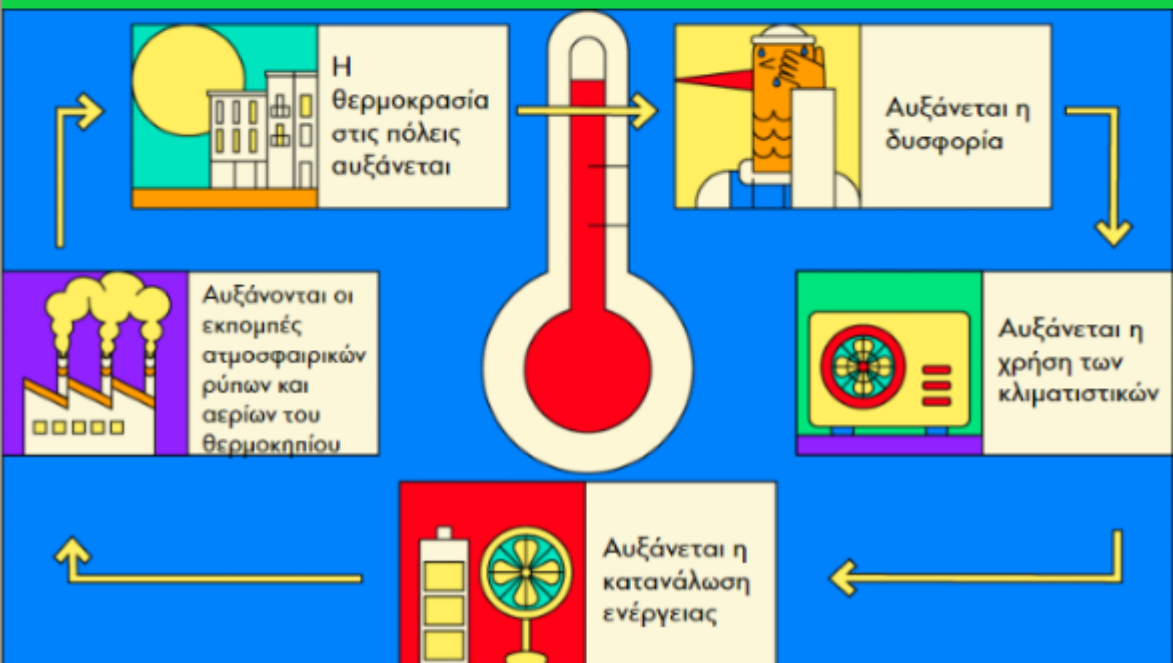 Η
θερμοκρασία
στις πόλεις
αυξάνεται
Αυξάνεται η
δυσφορία
Αυξάνονται οι
εκπομπές
ατμοσφαιρικών
ρύπων και
αερίων του
θερμοκηπίου
Αυξάνεται η
χρήση των
κλιματιστικών
Αυξάνεται η
κατανάλωση
ενέργειας